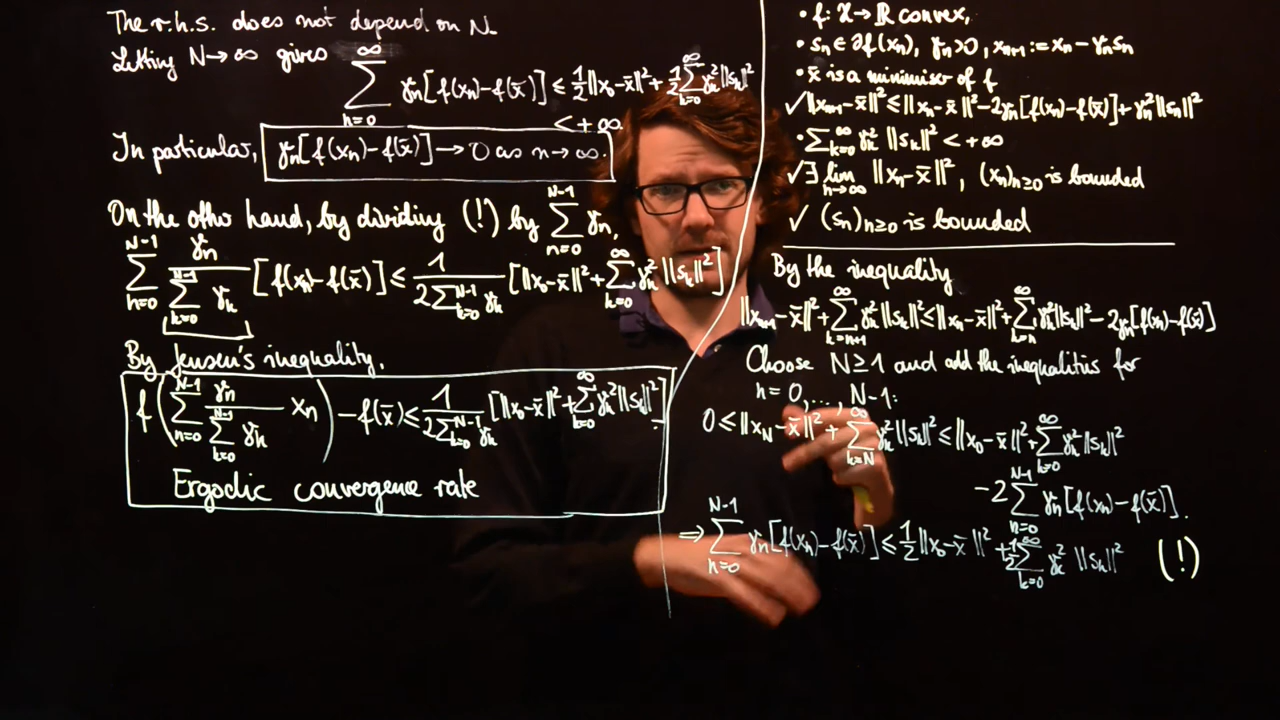 The r.h.s. does not depend on N.
Letting N→∞ gives
∑_{n=0}^{∞} γ_n[f(x_n)-f(x̄)] ≤ ½‖x_0-x̄‖² + ½∑_{k=0}^{∞} γ_k²‖s_k‖²
< +∞.
In particular, γ_n[f(x_n)-f(x̄)] → 0 as n→∞.
On the other hand, by dividing (!) by ∑_{n=0}^{N-1} γ_n,
∑_{n=0}^{N-1} γ_n/(∑_{k=0}^{N-1} γ_k) [f(x_n)-f(x̄)] ≤ 1/(2∑_{k=0}^{N-1} γ_k) [‖x_0-x̄‖² + ∑_{k=0}^{∞} γ_k²‖s_k‖²]
By Jensen's inequality,
f(∑_{n=0}^{N-1} γ_n/(∑_{k=0}^{N-1} γ_k) x_n) - f(x̄) ≤ 1/(2∑_{k=0}^{N-1} γ_k) [‖x_0-x̄‖² + ∑_{k=0}^{∞} γ_k²‖s_k‖²].
Ergodic convergence rate
• f: X→ℝ convex,
• s_n ∈ ∂f(x_n), γ_n>0, x_{n+1} := x_n - γ_n s_n
• x̄ is a minimiser of f
✓ ‖x_{n+1}-x̄‖² ≤ ‖x_n-x̄‖² - 2γ_n[f(x_n)-f(x̄)] + γ_n²‖s_n‖²
• ∑_{k=0}^{∞} γ_k² ‖s_k‖² < +∞
✓ ∃ lim_{n→∞} ‖x_n-x̄‖², (x_n)_{n≥0} is bounded
✓ (s_n)_{n≥0} is bounded
By the inequality
‖x_{n+1}-x̄‖² + ∑_{k=n+1}^{∞} γ_k²‖s_k‖² ≤ ‖x_n-x̄‖² + ∑_{k=n}^{∞} γ_k²‖s_k‖² - 2γ_n[f(x_n)-f(x̄)]
Choose N≥1 and add the inequalities for
n = 0,..., N-1:
0 ≤ ‖x_N-x̄‖² + ∑_{k=N}^{∞} γ_k²‖s_k‖² ≤ ‖x_0-x̄‖² + ∑_{k=0}^{∞} γ_k²‖s_k‖²
-2∑_{n=0}^{N-1} γ_n[f(x_n)-f(x̄)].
⇒ ∑_{n=0}^{N-1} γ_n[f(x_n)-f(x̄)] ≤ ½‖x_0-x̄‖² + ½∑_{k=0}^{∞} γ_k² ‖s_k‖² (!)